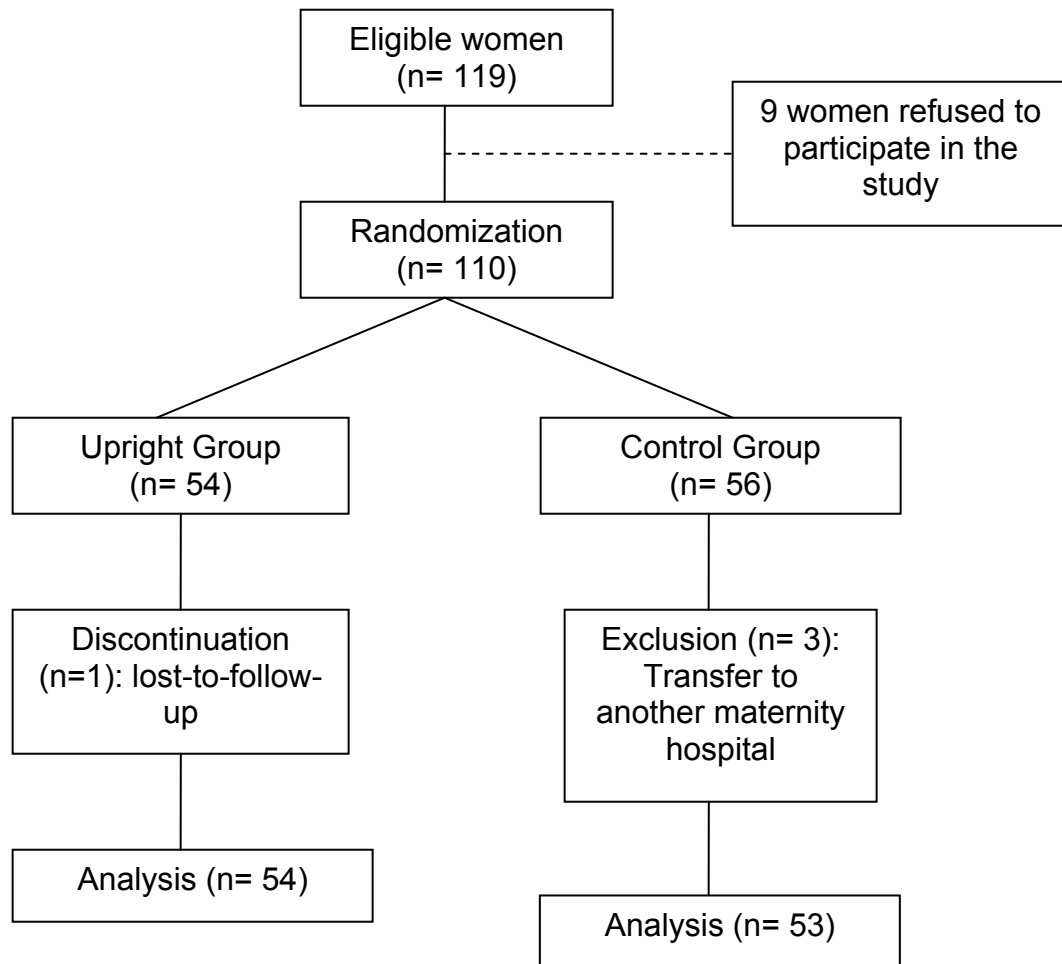 Eligible women
(n= 119)
9 women refused to
participate in the
study
Randomization
(n= 110)
Upright Group
(n= 54)
Control Group
(n= 56)
Discontinuation
(n=1): lost-to-follow-
up
Exclusion (n= 3):
Transfer to
another maternity
hospital
Analysis (n= 54)
Analysis (n= 53)